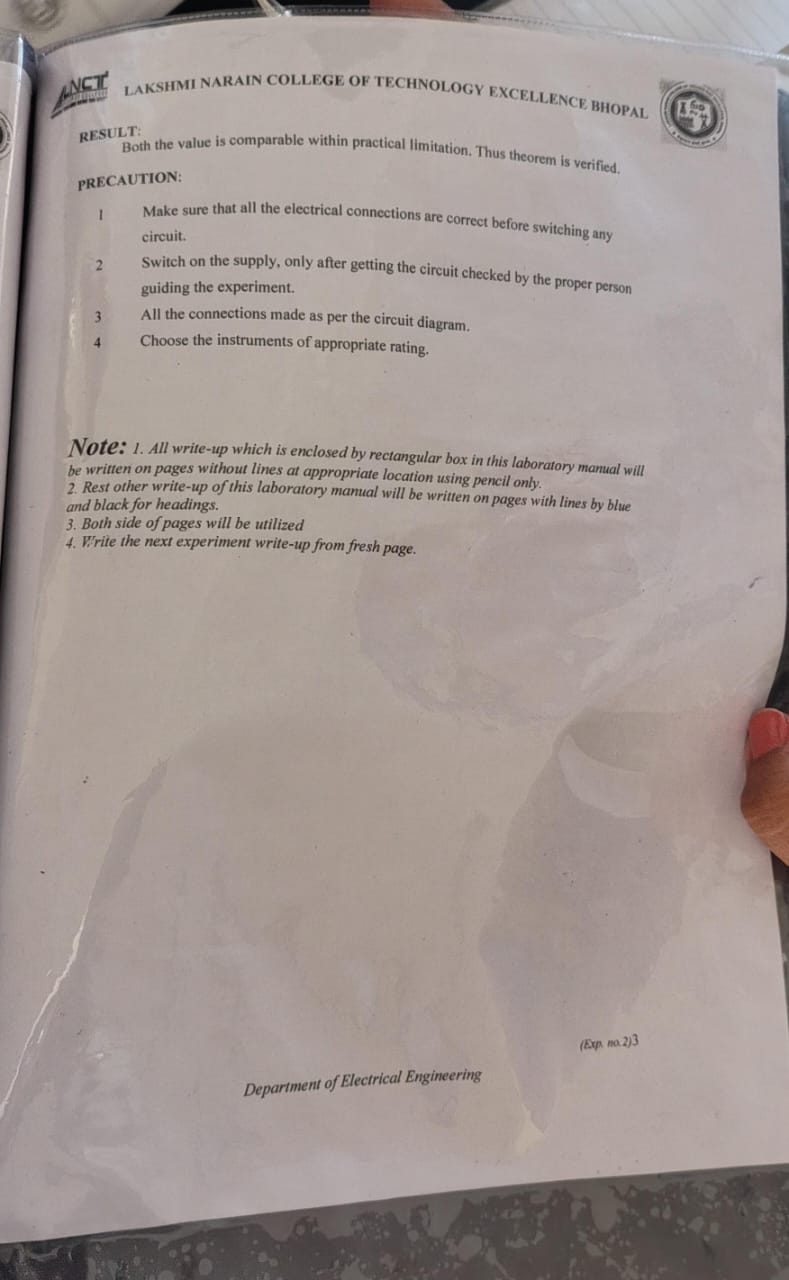 LNCT
LAKSHMI NARAIN COLLEGE OF TECHNOLOGY EXCELLENCE BHOPAL
RESULT:
Both the value is comparable within practical limitation. Thus theorem is verified.
PRECAUTION:
1 Make sure that all the electrical connections are correct before switching any
circuit.
2 Switch on the supply, only after getting the circuit checked by the proper person
guiding the experiment.
3 All the connections made as per the circuit diagram.
4 Choose the instruments of appropriate rating.
Note: 1. All write-up which is enclosed by rectangular box in this laboratory manual will
be written on pages without lines at appropriate location using pencil only.
2. Rest other write-up of this laboratory manual will be written on pages with lines by blue
and black for headings.
3. Both side of pages will be utilized
4. Write the next experiment write-up from fresh page.
(Exp. no.2)3
Department of Electrical Engineering